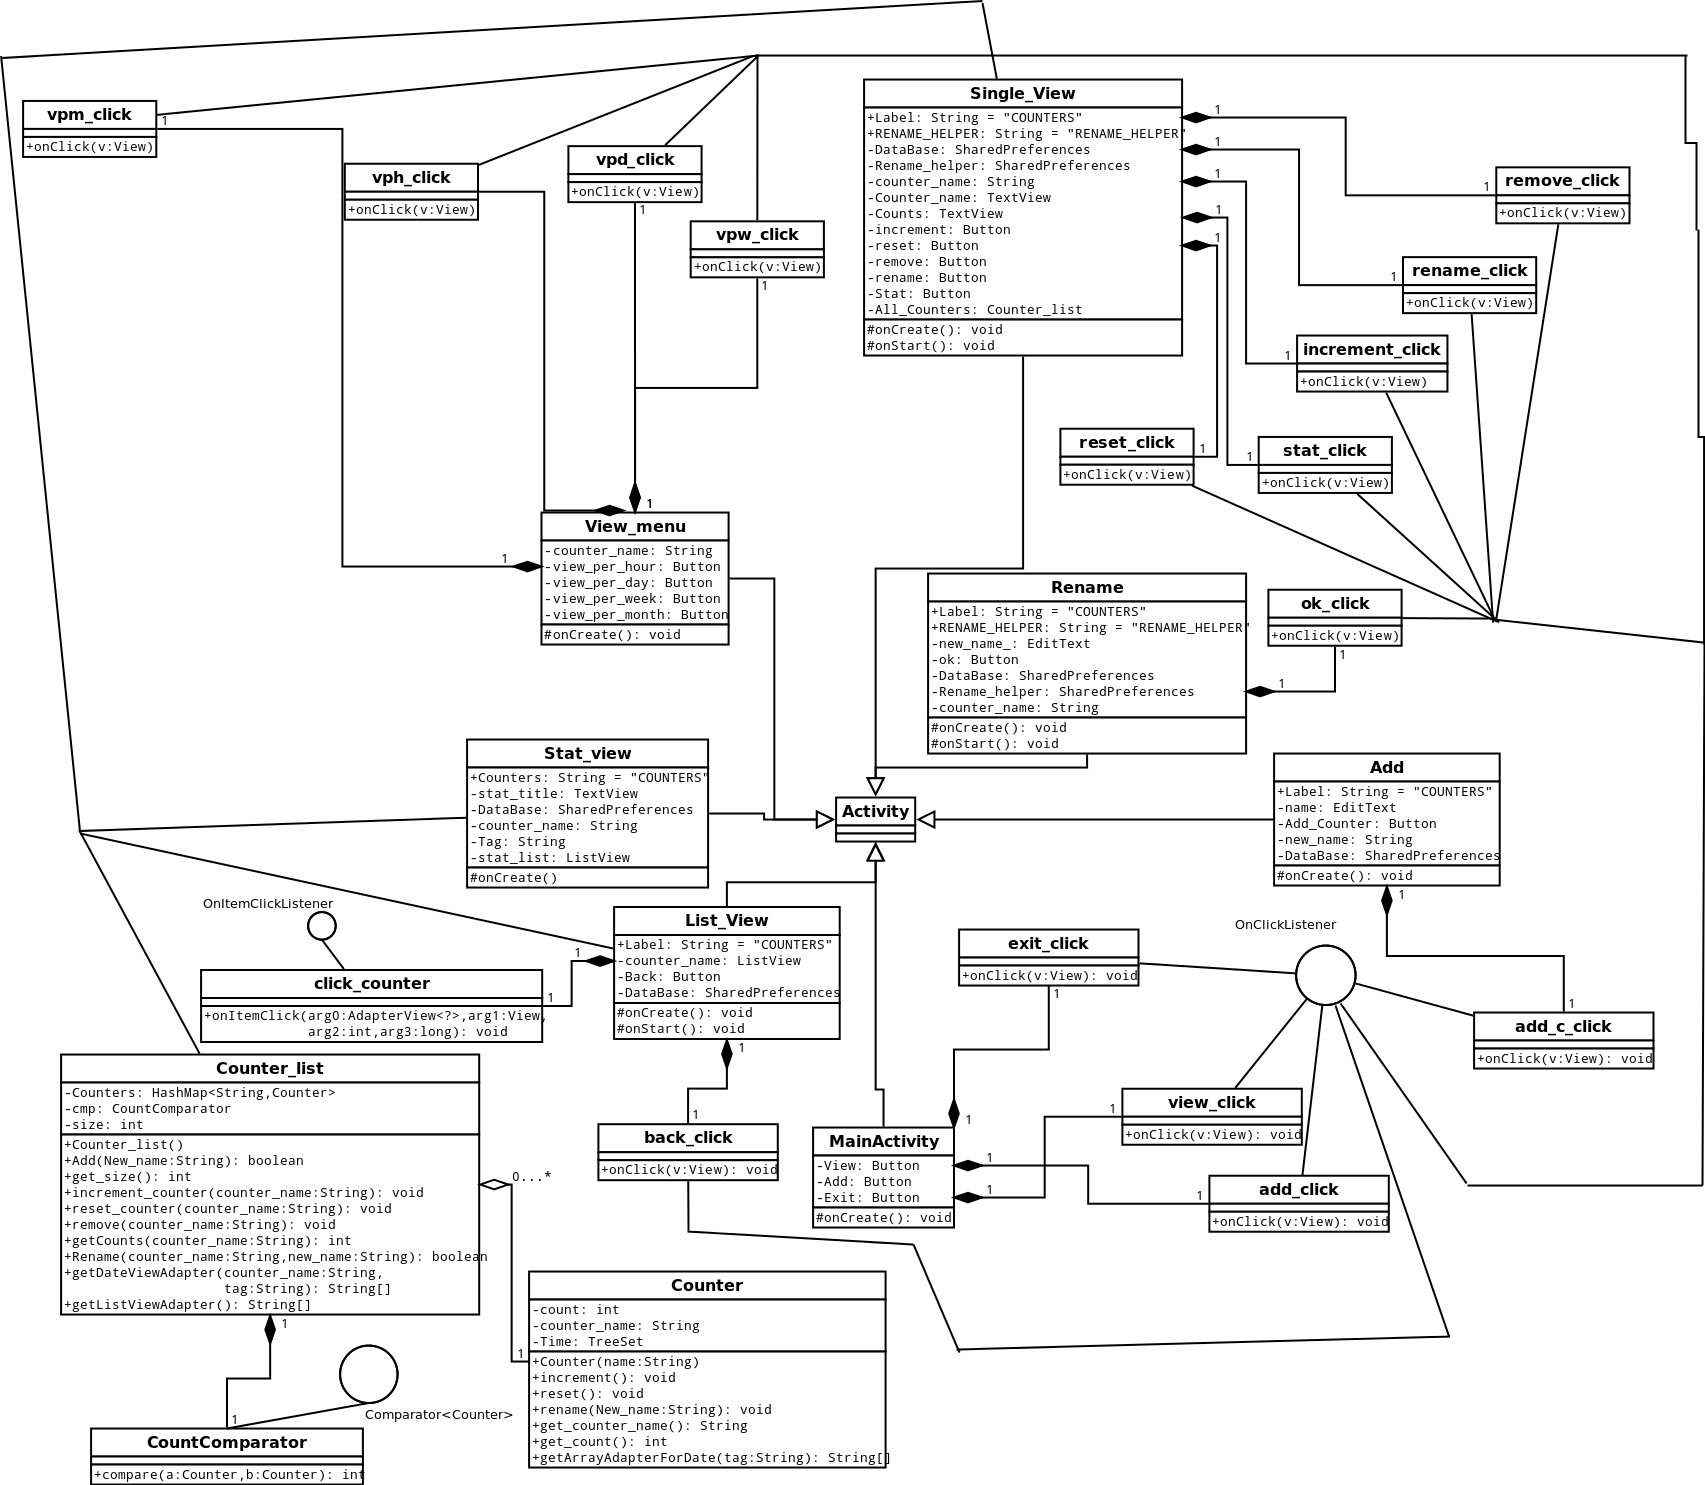 vpm_click
+onClick(v:View)
1
vph_click
+onClick(v:View)
vpd_click
+onClick(v:View)
1
vpw_click
+onClick(v:View)
1
Single_View
+Label: String = "COUNTERS"
+RENAME_HELPER: String = "RENAME_HELPER"
-DataBase: SharedPreferences
-Rename_helper: SharedPreferences
-counter_name: String
-Counter_name: TextView
-Counts: TextView
-increment: Button
-reset: Button
-remove: Button
-rename: Button
-Stat: Button
-All_Counters: Counter_list
#onCreate(): void
#onStart(): void
1
1
1
1
1
remove_click
+onClick(v:View)
1
rename_click
+onClick(v:View)
1
increment_click
+onClick(v:View)
1
reset_click
+onClick(v:View)
1
stat_click
+onClick(v:View)
1
View_menu
-counter_name: String
-view_per_hour: Button
-view_per_day: Button
-view_per_week: Button
-view_per_month: Button
#onCreate(): void
1
1
Rename
+Label: String = "COUNTERS"
+RENAME_HELPER: String = "RENAME_HELPER"
-new_name_: EditText
-ok: Button
-DataBase: SharedPreferences
-Rename_helper: SharedPreferences
-counter_name: String
#onCreate(): void
#onStart(): void
1
ok_click
+onClick(v:View)
1
Stat_view
+Counters: String = "COUNTERS"
-stat_title: TextView
-DataBase: SharedPreferences
-counter_name: String
-Tag: String
-stat_list: ListView
#onCreate()
Activity
Add
+Label: String = "COUNTERS"
-name: EditText
-Add_Counter: Button
-new_name: String
-DataBase: SharedPreferences
#onCreate(): void
1
OnItemClickListener
click_counter
+onItemClick(arg0:AdapterView<?>,arg1:View,
arg2:int,arg3:long): void
1
1
List_View
+Label: String = "COUNTERS"
-counter_name: ListView
-Back: Button
-DataBase: SharedPreferences
#onCreate(): void
#onStart(): void
1
exit_click
+onClick(v:View): void
1
OnClickListener
add_c_click
+onClick(v:View): void
1
Counter_list
-Counters: HashMap<String,Counter>
-cmp: CountComparator
-size: int
+Counter_list()
+Add(New_name:String): boolean
+get_size(): int
+increment_counter(counter_name:String): void
+reset_counter(counter_name:String): void
+remove(counter_name:String): void
+getCounts(counter_name:String): int
+Rename(counter_name:String,new_name:String): boolean
+getDateViewAdapter(counter_name:String,
tag:String): String[]
+getListViewAdapter(): String[]
0...*
1
back_click
+onClick(v:View): void
1
MainActivity
-View: Button
-Add: Button
-Exit: Button
#onCreate(): void
1
1
1
view_click
+onClick(v:View): void
1
add_click
+onClick(v:View): void
1
Counter
-count: int
-counter_name: String
-Time: TreeSet
+Counter(name:String)
+increment(): void
+reset(): void
+rename(New_name:String): void
+get_counter_name(): String
+get_count(): int
+getArrayAdapterForDate(tag:String): String[]
1
Comparator<Counter>
CountComparator
+compare(a:Counter,b:Counter): int
1